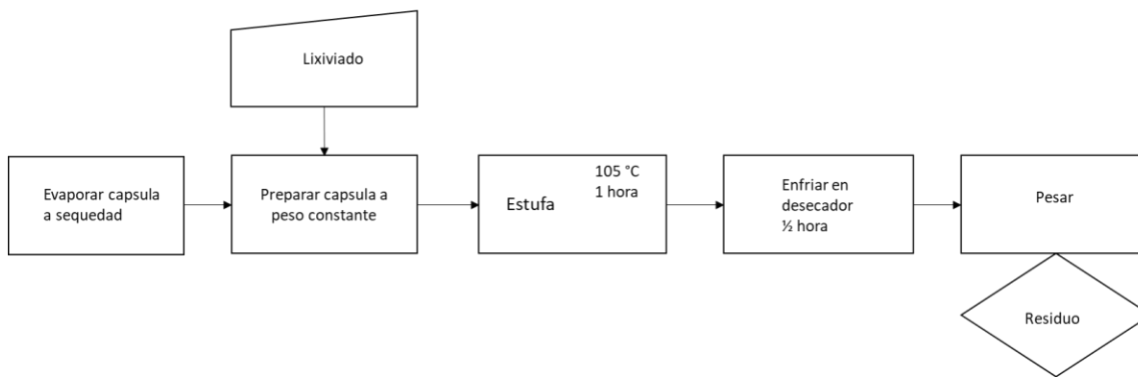 Lixiviado
Evaporar capsula
a sequedad
Preparar capsula a
peso constante
Estufa
105 °C
1 hora
Enfriar en
desecador
½ hora
Pesar
Residuo